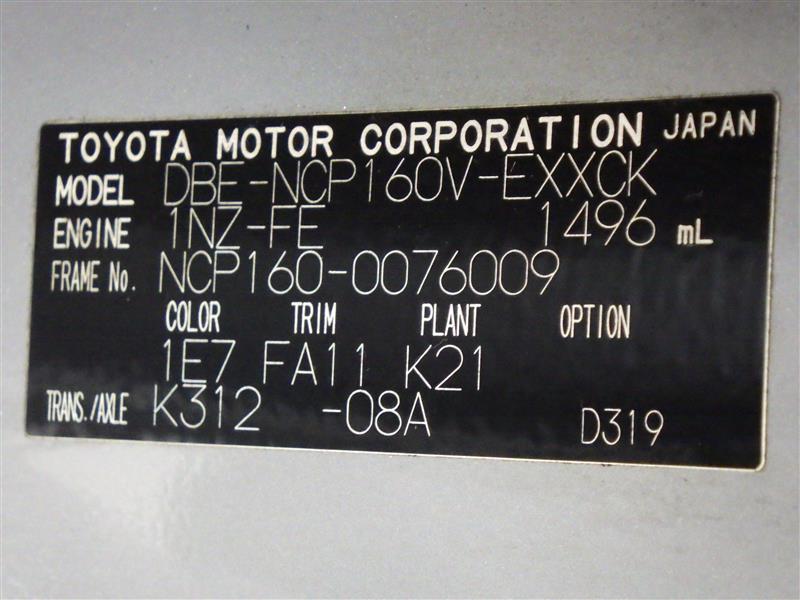 TOYOTA MOTOR CORPORATION JAPAN
MODEL DBE-NCP160V-EXXCK
ENGINE 1NZ-FE 1496 mL
FRAME No. NCP160-0076009
COLOR TRIM PLANT OPTION
1E7 FA11 K21
TRANS./AXLE K312 -08A D319